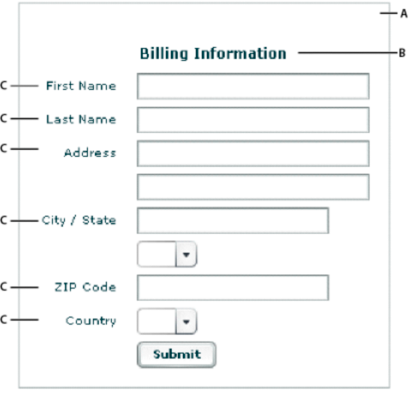 A
Billing Information B
C First Name
C Last Name
C Address
C City / State
C ZIP Code
C Country
Submit